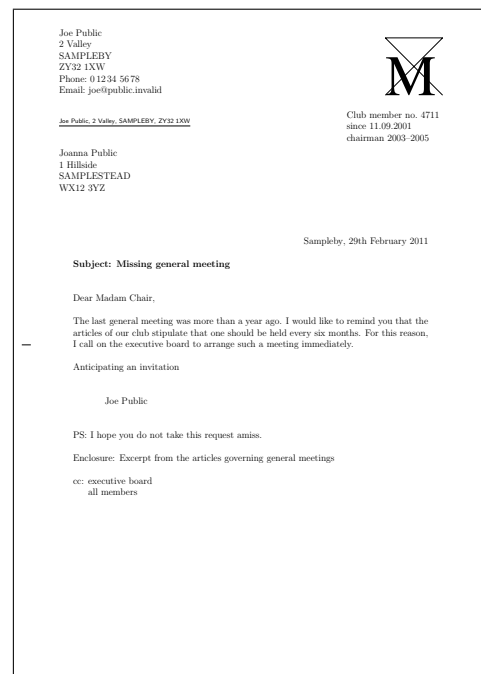 Joe Public
2 Valley
SAMPLEBY
ZY32 1XW
Phone: 0 12 34 56 78
Email: joe@public.invalid
M
Joe Public, 2 Valley, SAMPLEBY, ZY32 1XW
Club member no. 4711
since 11.09.2001
chairman 2003–2005
Joanna Public
1 Hillside
SAMPLESTEAD
WX12 3YZ
Sampleby, 29th February 2011
Subject: Missing general meeting
Dear Madam Chair,
The last general meeting was more than a year ago. I would like to remind you that the
articles of our club stipulate that one should be held every six months. For this reason,
I call on the executive board to arrange such a meeting immediately.
Anticipating an invitation
Joe Public
PS: I hope you do not take this request amiss.
Enclosure: Excerpt from the articles governing general meetings
cc: executive board
all members